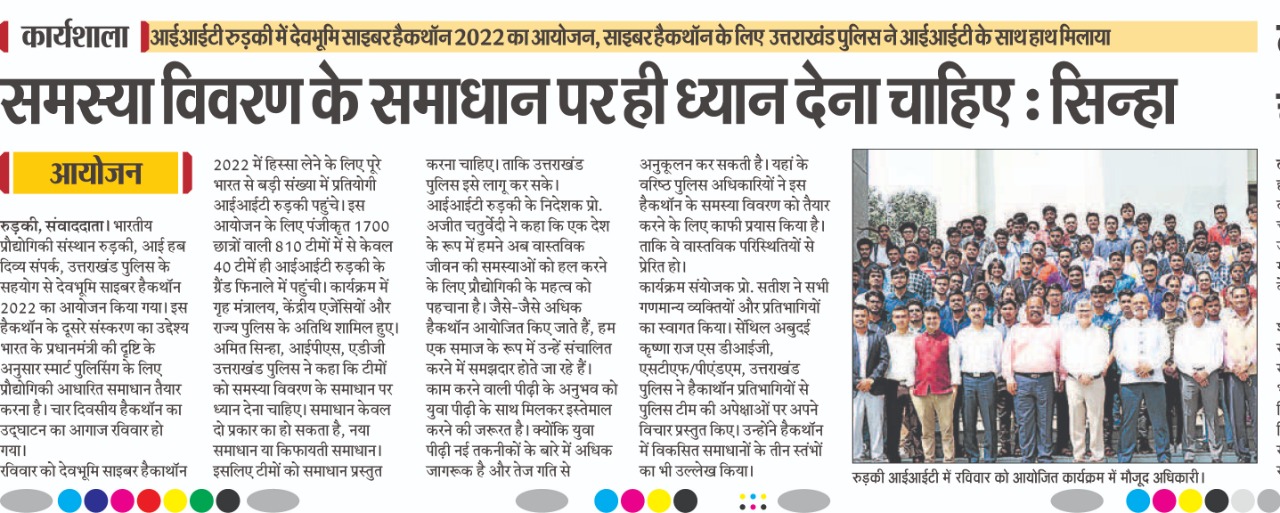 कार्यशाला
आईआईटी रुड़की में देवभूमि साइबर हैकथॉन 2022 का आयोजन, साइबर हैकथॉन के लिए उत्तराखंड पुलिस ने आईआईटी के साथ हाथ मिलाया
समस्या विवरण के समाधान पर ही ध्यान देना चाहिए : सिन्हा
आयोजन
रुड़की, संवाददाता। भारतीय
प्रौद्योगिकी संस्थान रुड़की, आई हब
दिव्य संपर्क, उत्तराखंड पुलिस के
सहयोग से देवभूमि साइबर हैकथॉन
2022 का आयोजन किया गया। इस
हैकथॉन के दूसरे संस्करण का उद्देश्य
भारत के प्रधानमंत्री की दृष्टि के
अनुसार स्मार्ट पुलिसिंग के लिए
प्रौद्योगिकी आधारित समाधान तैयार
करना है। चार दिवसीय हैकथॉन का
उद्घाटन का आगाज रविवार हो
गया।
रविवार को देवभूमि साइबर हैकाथॉन
2022 में हिस्सा लेने के लिए पूरे
भारत से बड़ी संख्या में प्रतियोगी
आईआईटी रुड़की पहुंचे। इस
आयोजन के लिए पंजीकृत 1700
छात्रों वाली 810 टीमों में से केवल
40 टीमें ही आईआईटी रुड़की के
ग्रैंड फिनाले में पहुंची। कार्यक्रम में
गृह मंत्रालय, केंद्रीय एजेंसियों और
राज्य पुलिस के अतिथि शामिल हुए।
अमित सिन्हा, आईपीएस, एडीजी
उत्तराखंड पुलिस ने कहा कि टीमों
को समस्या विवरण के समाधान पर
ध्यान देना चाहिए। समाधान केवल
दो प्रकार का हो सकता है, नया
समाधान या किफायती समाधान।
इसलिए टीमों को समाधान प्रस्तुत
करना चाहिए। ताकि उत्तराखंड
पुलिस इसे लागू कर सके।
आईआईटी रुड़की के निदेशक प्रो.
अजीत चतुर्वेदी ने कहा कि एक देश
के रूप में हमने अब वास्तविक
जीवन की समस्याओं को हल करने
के लिए प्रौद्योगिकी के महत्व को
पहचाना है। जैसे-जैसे अधिक
हैकथॉन आयोजित किए जाते हैं, हम
एक समाज के रूप में उन्हें संचालित
करने में समझदार होते जा रहे हैं।
काम करने वाली पीढ़ी के अनुभव को
युवा पीढ़ी के साथ मिलकर इस्तेमाल
करने की जरूरत है। क्योंकि युवा
पीढ़ी नई तकनीकों के बारे में अधिक
जागरूक है और तेज गति से
अनुकूलन कर सकती है। यहां के
वरिष्ठ पुलिस अधिकारियों ने इस
हैकथॉन के समस्या विवरण को तैयार
करने के लिए काफी प्रयास किया है।
ताकि वे वास्तविक परिस्थितियों से
प्रेरित हो।
कार्यक्रम संयोजक प्रो. सतीश ने सभी
गणमान्य व्यक्तियों और प्रतिभागियों
का स्वागत किया। सेंथिल अबुदई
कृष्णा राज एस डीआईजी,
एसटीएफ/पीएंडएम, उत्तराखंड
पुलिस ने हैकाथॉन प्रतिभागियों से
पुलिस टीम की अपेक्षाओं पर अपने
विचार प्रस्तुत किए। उन्होंने हैकथॉन
में विकसित समाधानों के तीन स्तंभों
का भी उल्लेख किया।
रुड़की आईआईटी में रविवार को आयोजित कार्यक्रम में मौजूद अधिकारी।